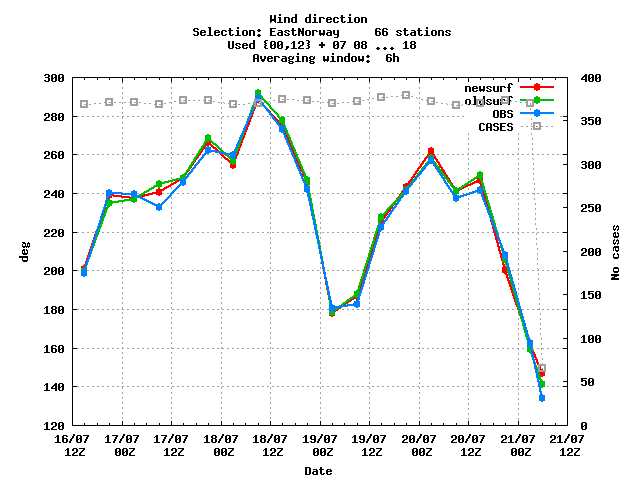 Wind direction
Selection: EastNorway     66 stations
Used {00,12} + 07 08 ... 18
Averaging window:  6h
newsurf
oldsurf
OBS
CASES
300
280
260
240
220
200
180
160
140
120
400
350
300
250
200
150
100
50
0
deg
No cases
16/07 17/07 17/07 18/07 18/07 19/07 19/07 20/07 20/07 21/07 21/07
12Z 00Z 12Z 00Z 12Z 00Z 12Z 00Z 12Z 00Z 12Z
Date